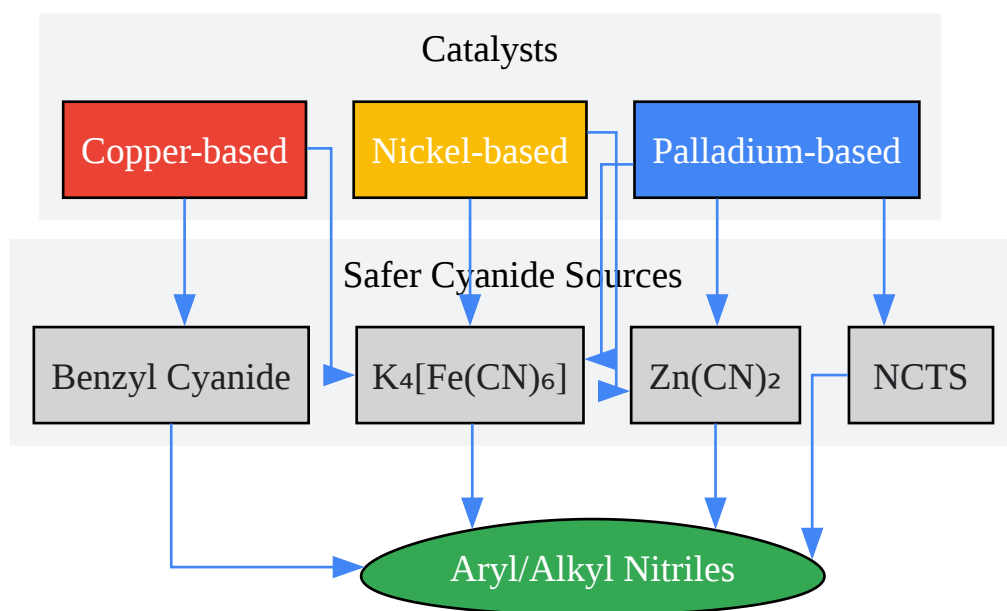 Catalysts
Copper-based
Nickel-based
Palladium-based
Safer Cyanide Sources
Benzyl Cyanide
K₄[Fe(CN)₆]
Zn(CN)₂
NCTS
Aryl/Alkyl Nitriles